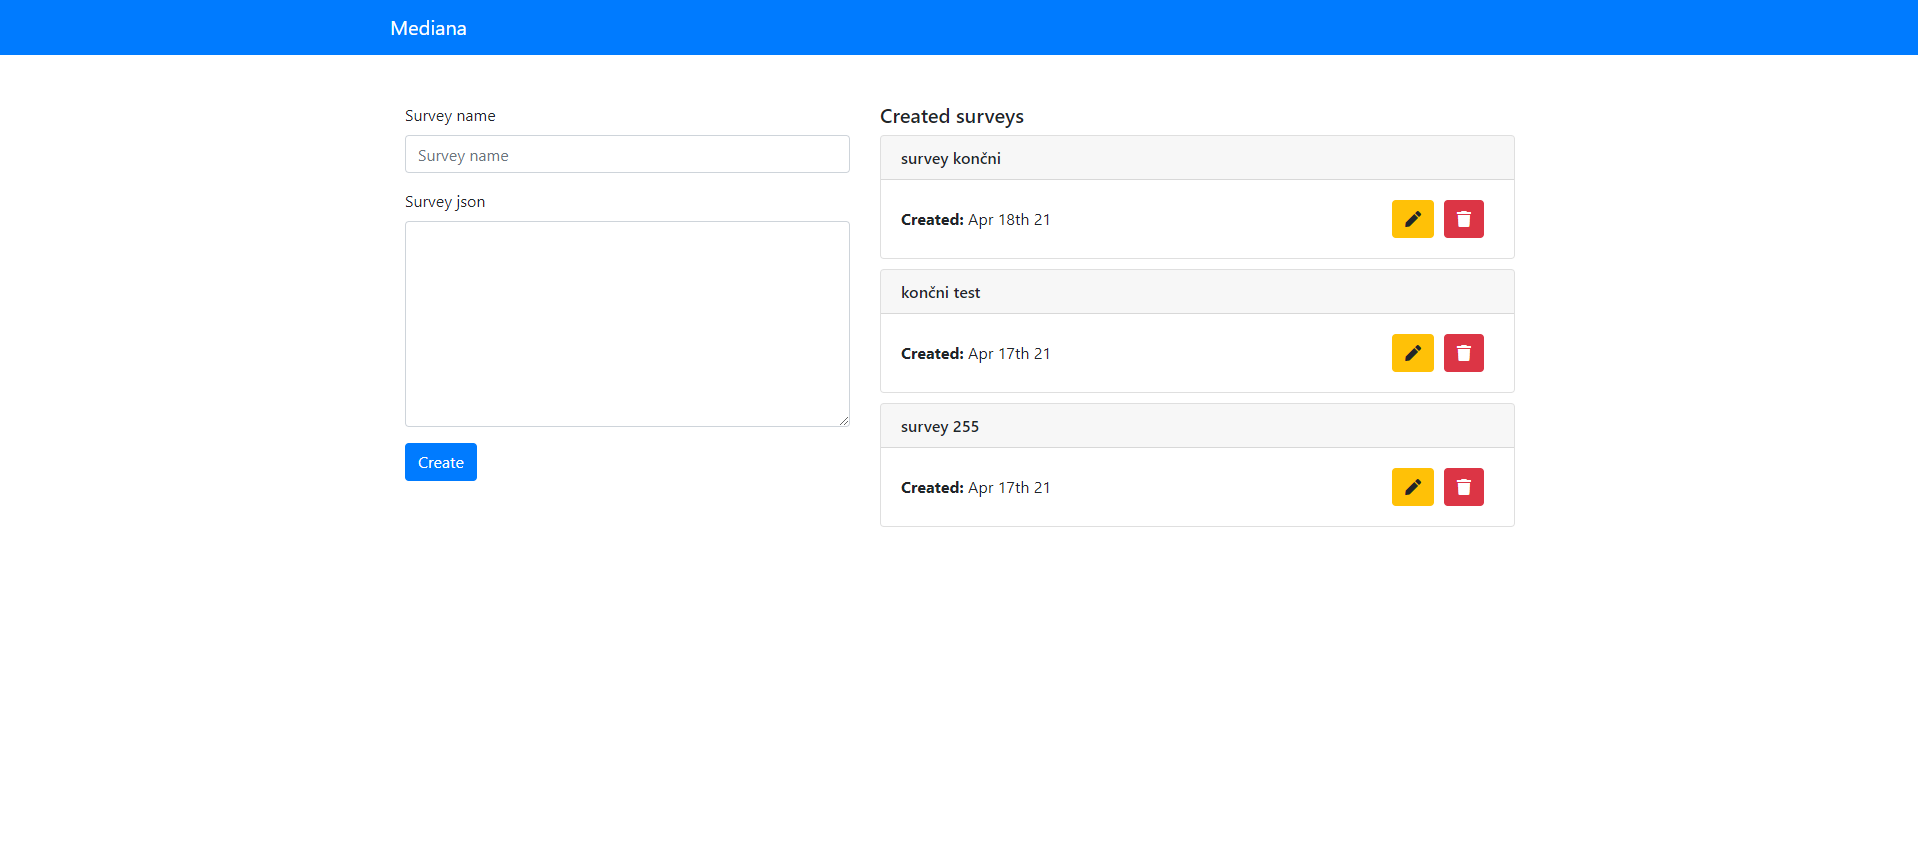 Mediana
Survey name
Survey name
Survey json
Create
Created surveys
survey končni
Created: Apr 18th 21
končni test
Created: Apr 17th 21
survey 255
Created: Apr 17th 21